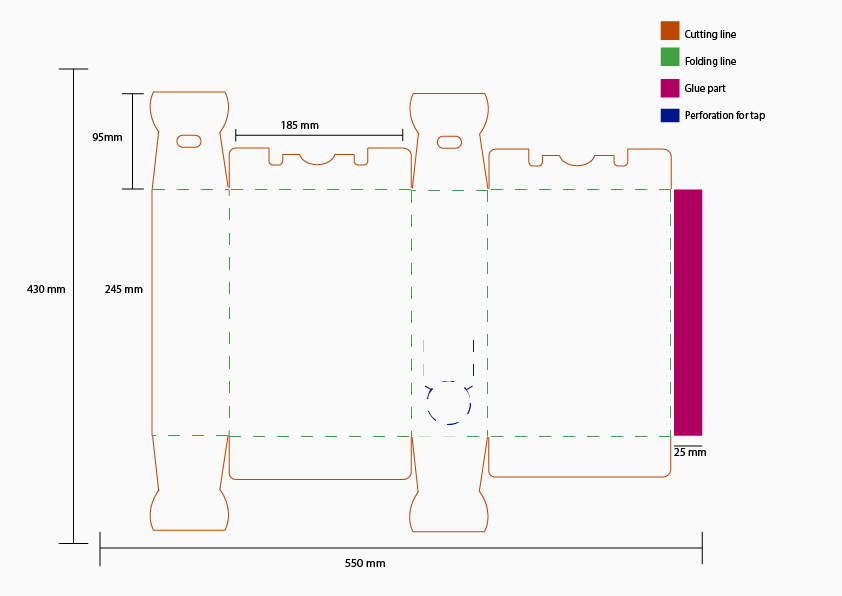 Cutting line
Folding line
Glue part
Perforation for tap
185 mm
95mm
430 mm
245 mm
25 mm
550 mm